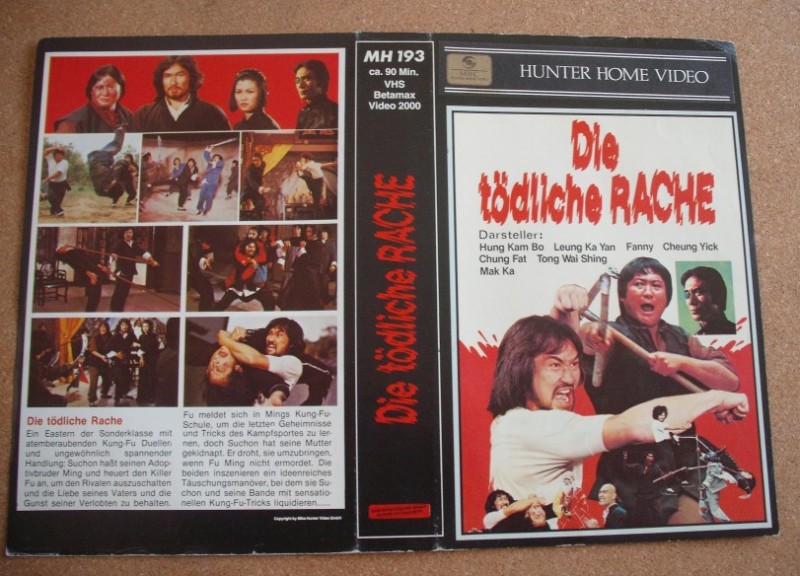 Die tödliche Rache
Ein Eastern der Sonderklasse mit
atemberaubenden Kung-Fu Duellen
und ungewöhnlich spannender
Handlung: Suchon haßt seinen Adop-
tivbruder Ming und heuert den Killer
Fu an, um den Rivalen auszuschalten
und die Liebe seines Vaters und die
Gunst seiner Verlobten zu behalten.
Fu meldet sich in Mings Kung-Fu-
Schule, um die letzten Geheimnisse
und Tricks des Kampfsportes zu ler-
nen, doch Suchon hat seine Mutter
gekidnapt. Er droht, sie umzubringen,
wenn Fu Ming nicht ermordet. Die
beiden inszenieren ein ideenreiches
Täuschungsmanöver, bei dem sie Su-
chon und seine Bande mit sensatio-
nellen Kung-Fu-Tricks liquidieren.....
Copyright by Mike Hunter Video GmbH
MH 193
ca. 90 Min.
VHS
Betamax
Video 2000
Die tödliche RACHE
HUNTER HOME VIDEO
Die
tödliche RACHE
Darsteller:
Hung Kam Bo Leung Ka Yan Fanny Cheung Yick
Chung Fat Tong Wai Shing
Mak Ka